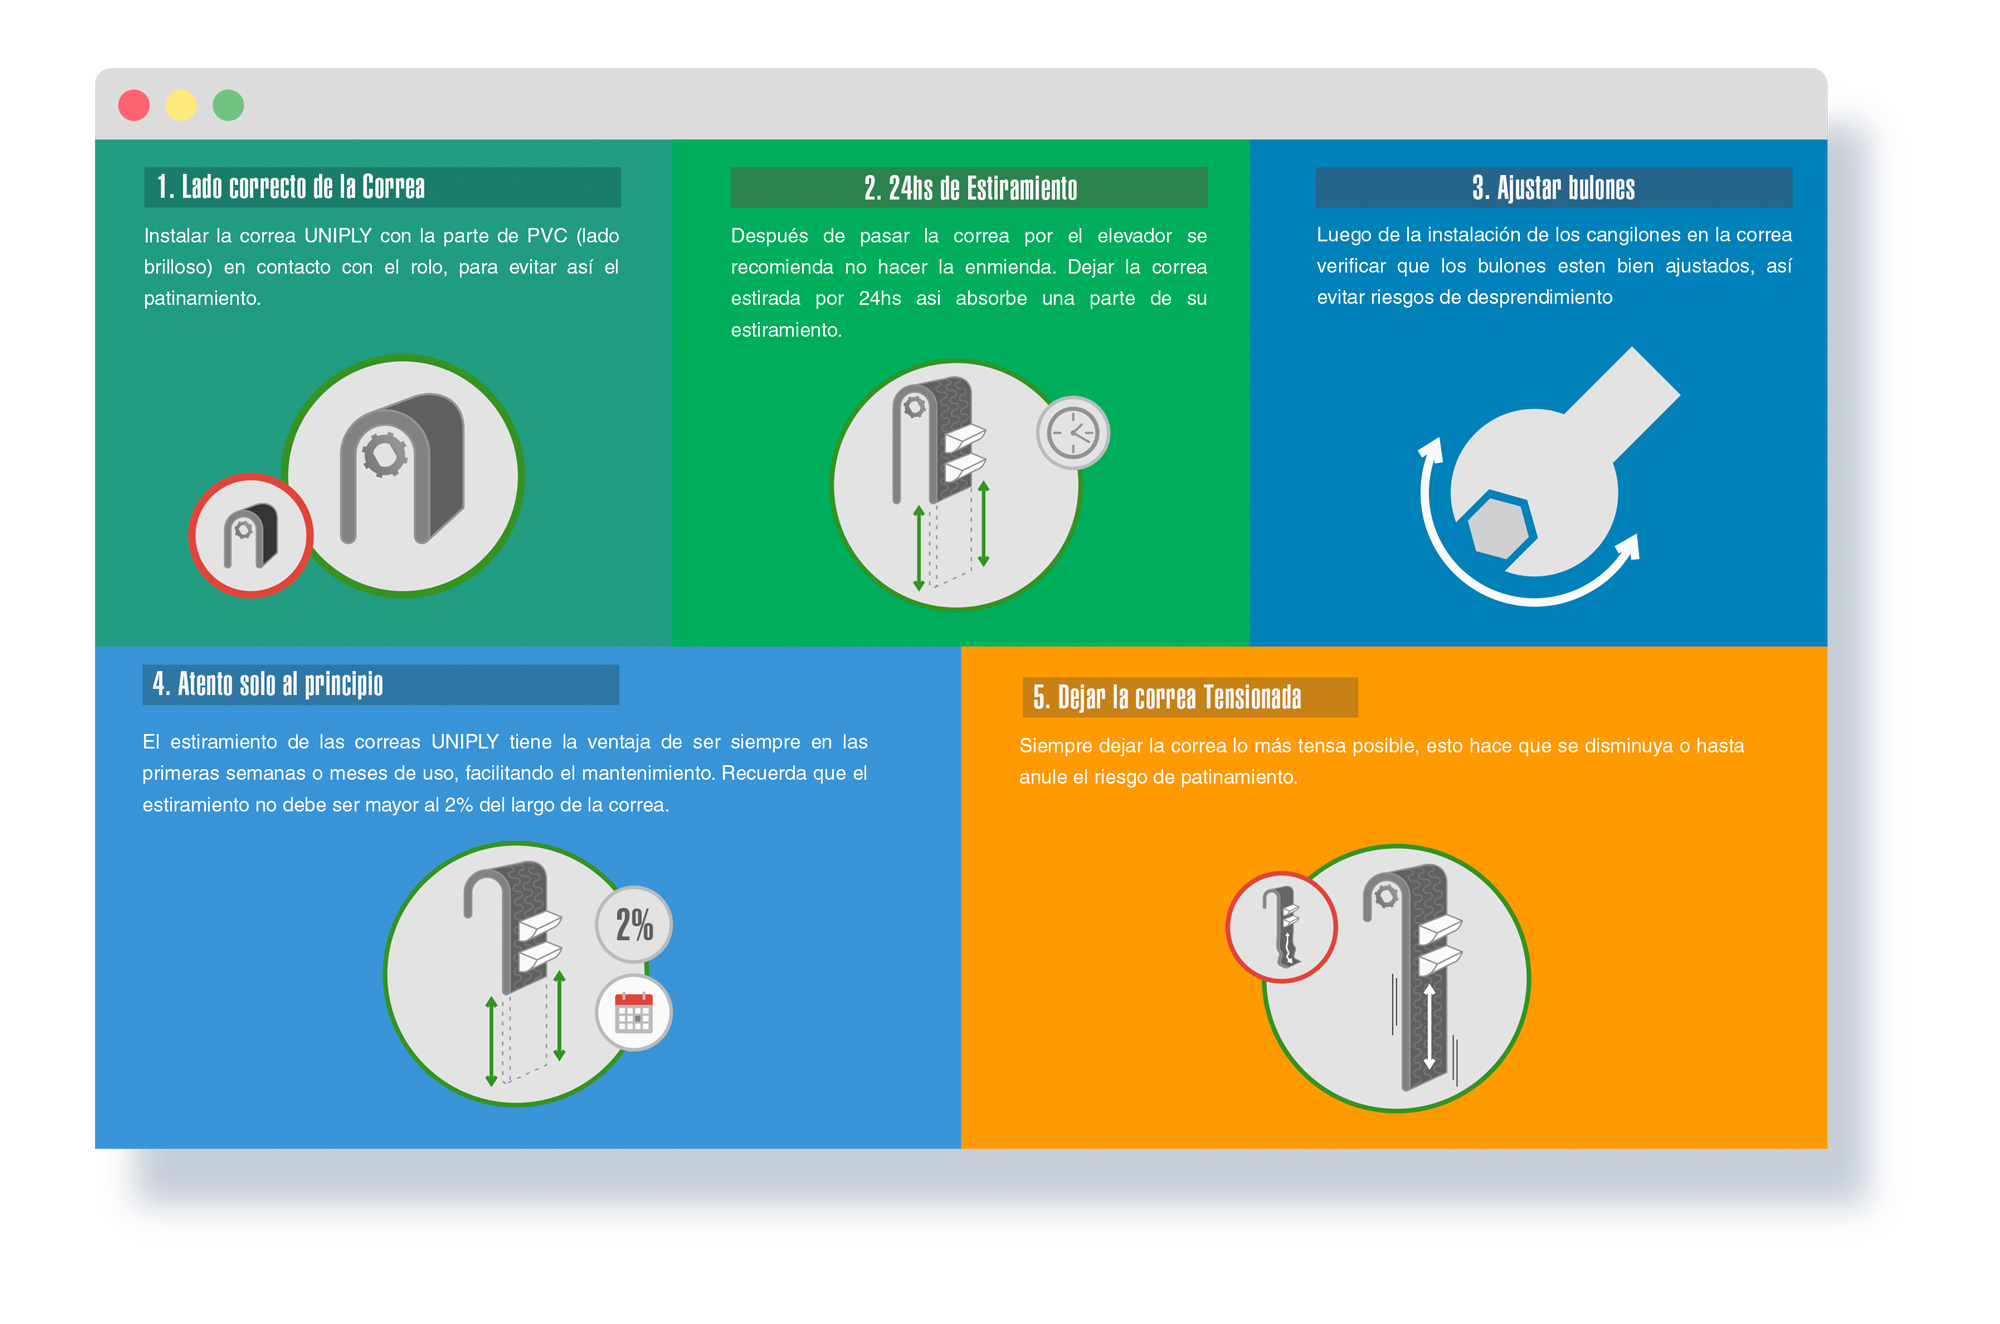 1. Lado correcto de la Correa
Instalar la correa UNIPLY con la parte de PVC (lado
brilloso) en contacto con el rolo, para evitar así el
patinamiento.
2. 24hs de Estiramiento
Después de pasar la correa por el elevador se
recomienda no hacer la enmienda. Dejar la correa
estirada por 24hs asi absorbe una parte de su
estiramiento.
3. Ajustar bulones
Luego de la instalación de los cangilones en la correa
verificar que los bulones esten bien ajustados, así
evitar riesgos de desprendimiento
4. Atento solo al principio
El estiramiento de las correas UNIPLY tiene la ventaja de ser siempre en las
primeras semanas o meses de uso, facilitando el mantenimiento. Recuerda que el
estiramiento no debe ser mayor al 2% del largo de la correa.
2%
5. Dejar la correa Tensionada
Siempre dejar la correa lo más tensa posible, esto hace que se disminuya o hasta
anule el riesgo de patinamiento.